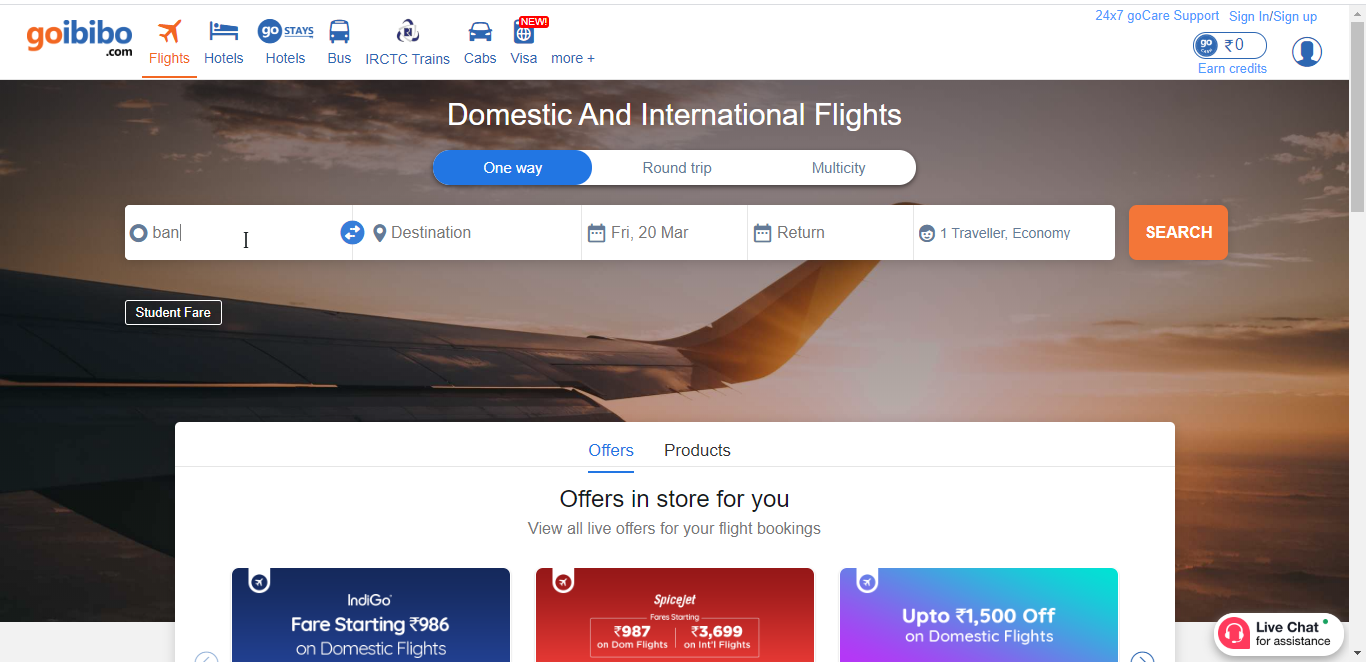 24x7 goCare Support Sign In/Sign up
goibibo
.com
go STAYS
NEW!
go CASH ₹0
Flights Hotels Hotels Bus IRCTC Trains Cabs Visa more +
Earn credits
Domestic And International Flights
One way Round trip Multicity
ban Destination Fri, 20 Mar Return 1 Traveller, Economy SEARCH
Student Fare
Offers Products
Offers in store for you
View all live offers for your flight bookings
IndiGo
Fare Starting ₹986
on Domestic Flights
SpiceJet
Fares Starting
₹987 ₹3,699
on Dom Flights on Int'l Flights
Upto ₹1,500 Off
on Domestic Flights
Live Chat
for assistance